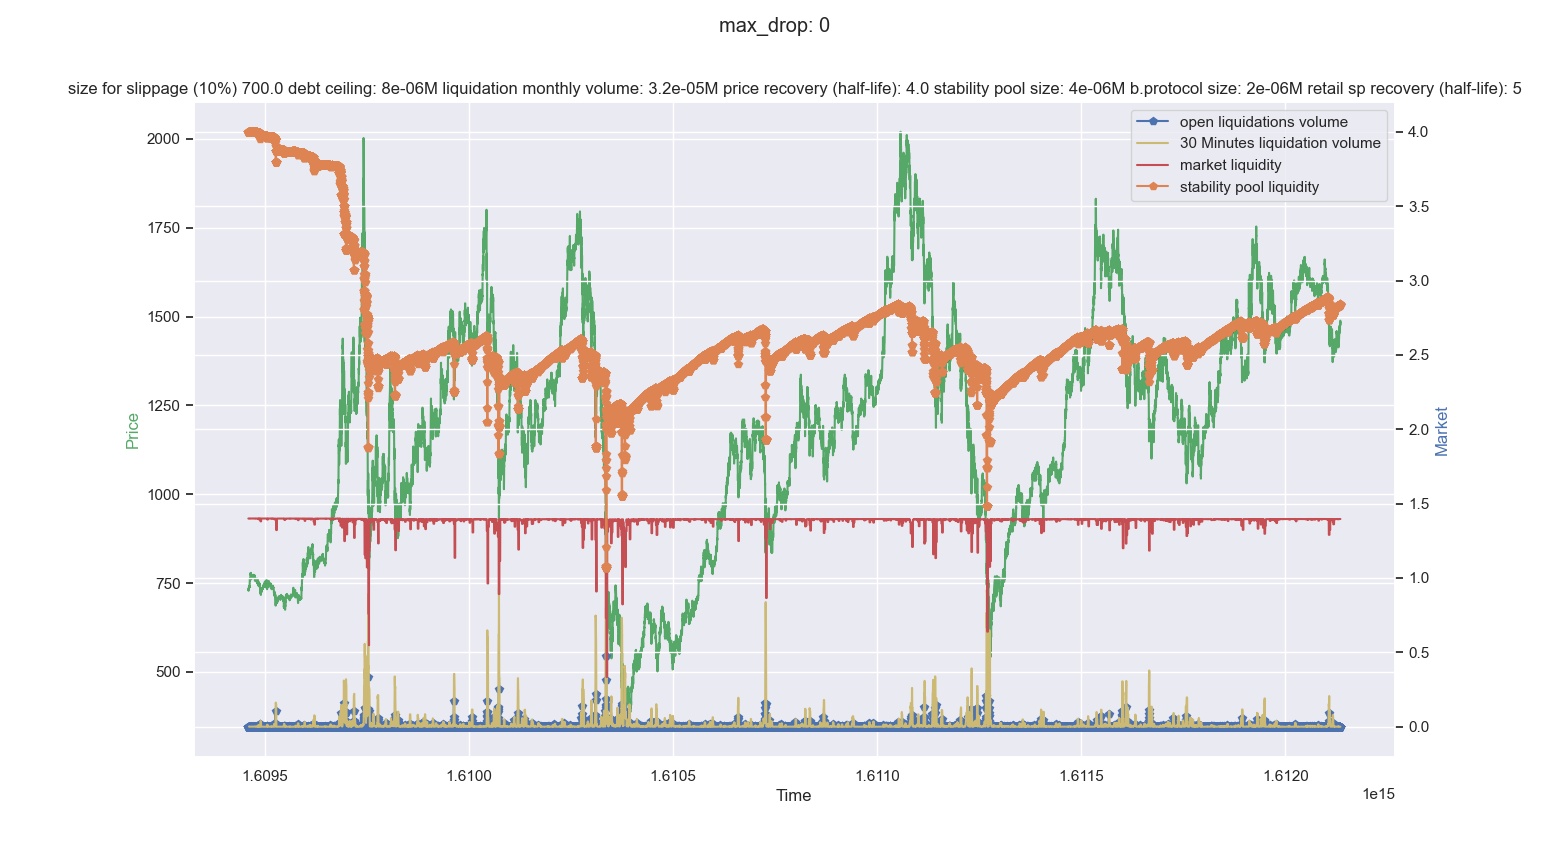 max_drop: 0
size for slippage (10%) 700.0 debt ceiling: 8e-06M liquidation monthly volume: 3.2e-05M price recovery (half-life): 4.0 stability pool size: 4e-06M b.protocol size: 2e-06M retail sp recovery (half-life): 5
open liquidations volume
30 Minutes liquidation volume
market liquidity
stability pool liquidity
2000
1750
1500
1250
1000
750
500
Price
4.0
3.5
3.0
2.5
2.0
1.5
1.0
0.5
0.0
Market
1.6095 1.6100 1.6105 1.6110 1.6115 1.6120
1e15
Time